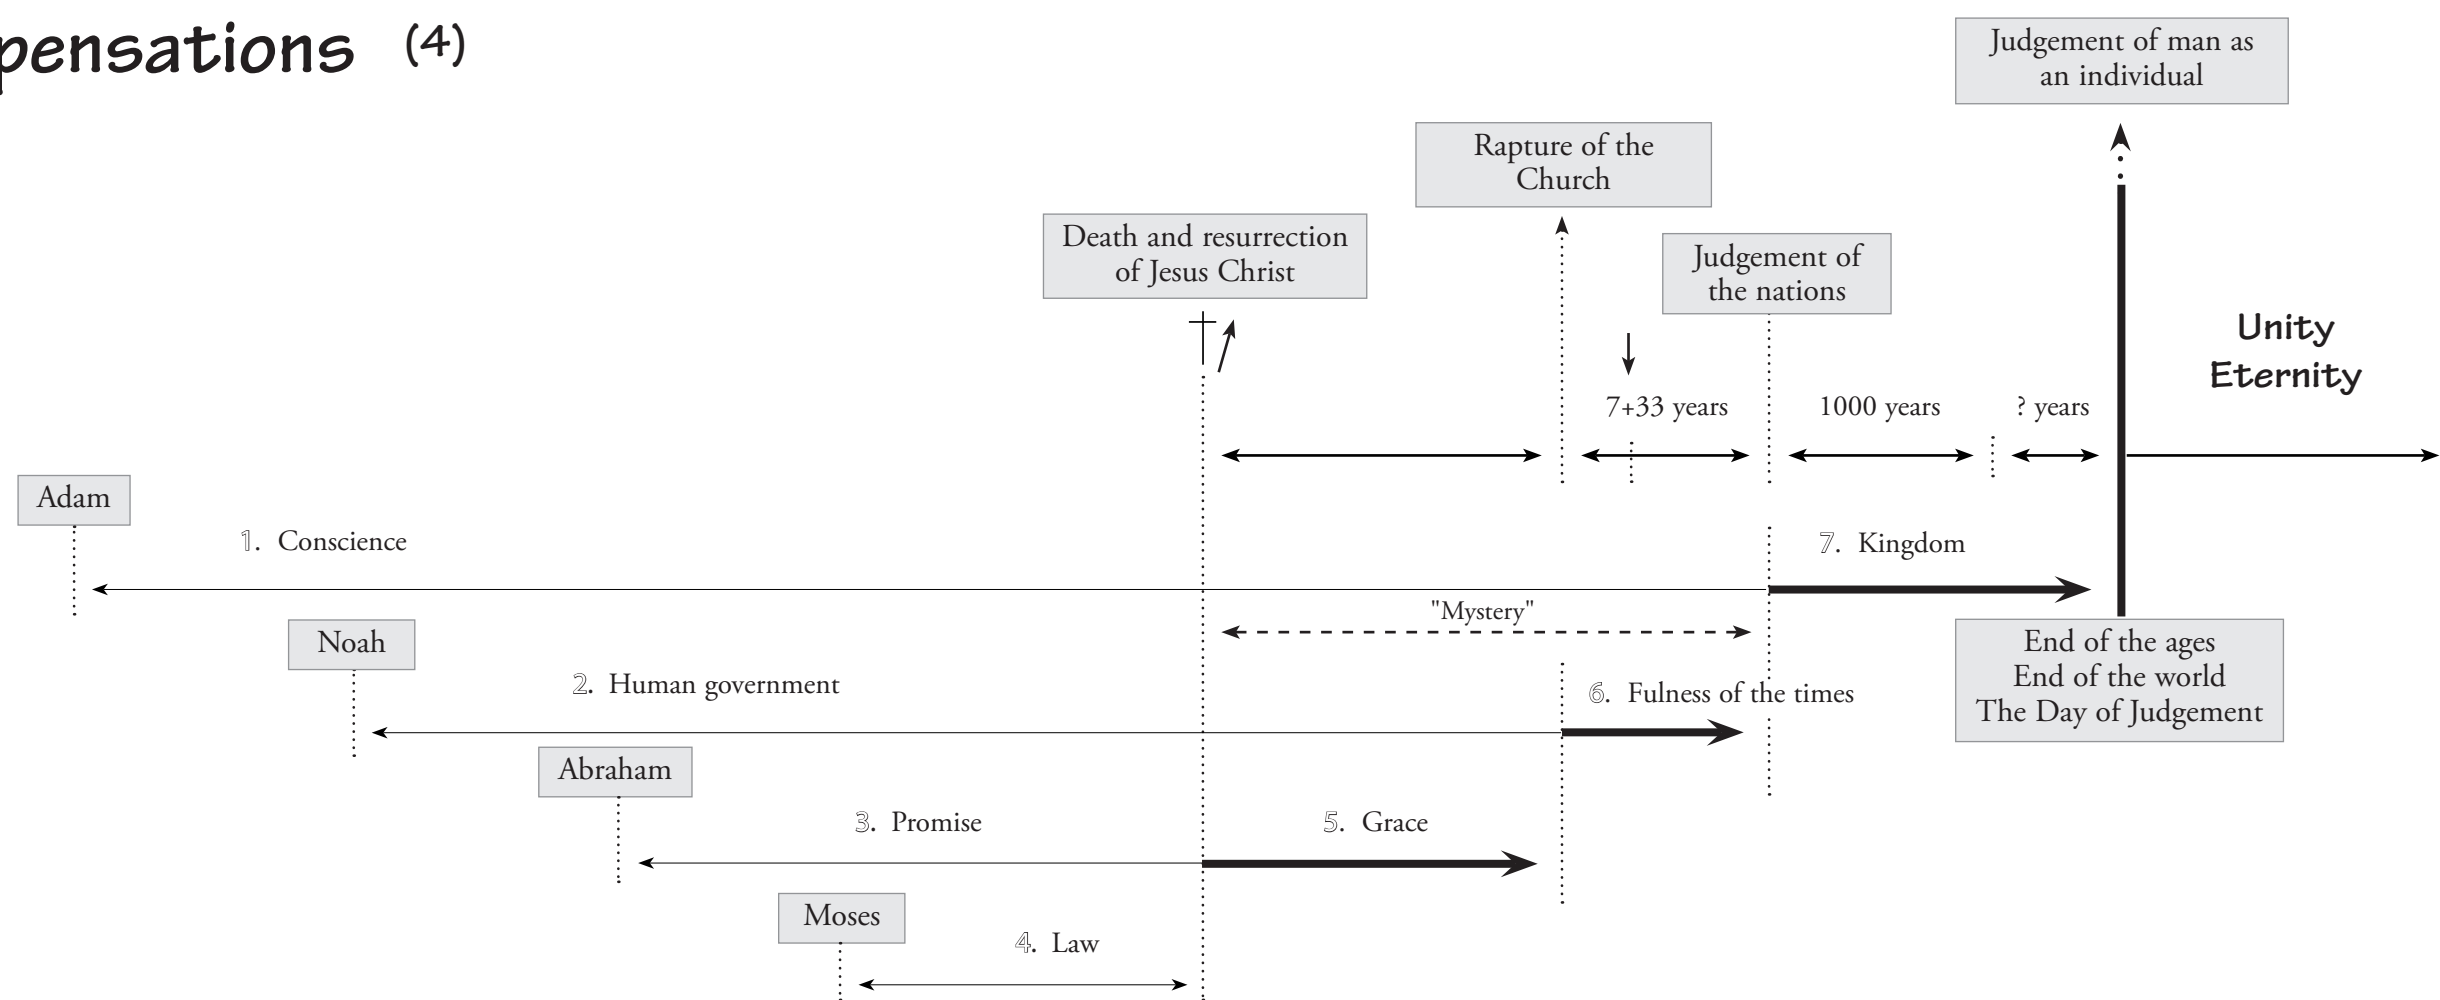 pensations (4)
Judgement of man as
an individual
Rapture of the
Church
Death and resurrection
of Jesus Christ
Judgement of
the nations
Unity
Eternity
7+33 years
1000 years
? years
Adam
1. Conscience
7. Kingdom
"Mystery"
Noah
2. Human government
6. Fulness of the times
End of the ages
End of the world
The Day of Judgement
Abraham
3. Promise
5. Grace
Moses
4. Law